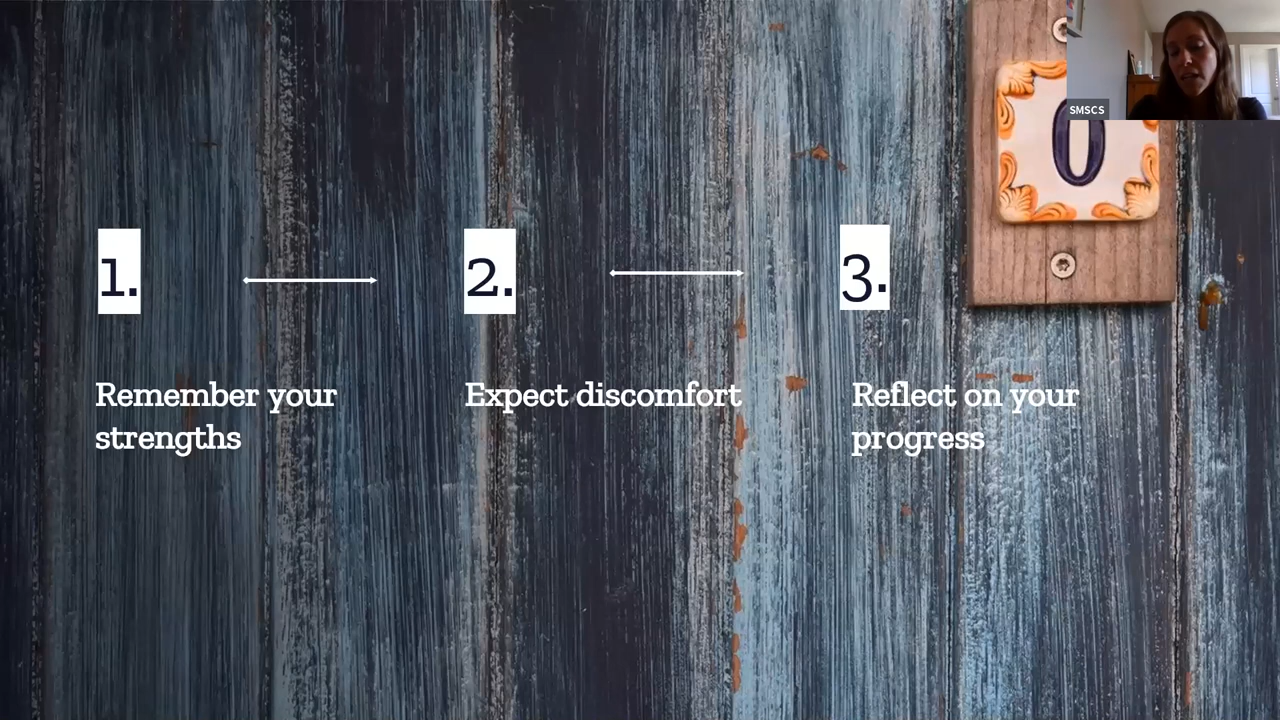 0
SMSCS
1.
2.
3.
Remember your
strengths
Expect discomfort
Reflect on your
progress